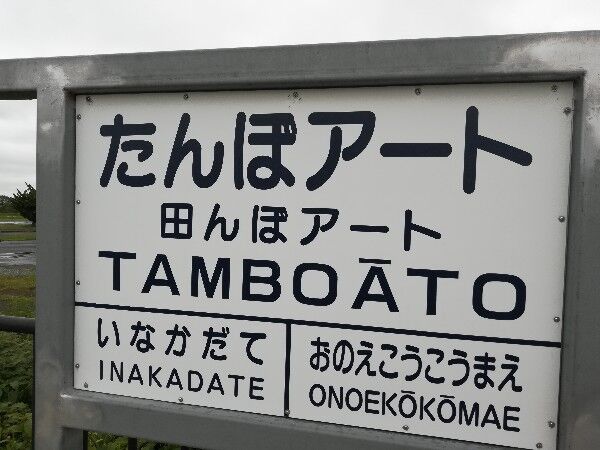 たんぼアート
田んぼアート
TAMBOĀTO
いなかだて
INAKADATE
おのえこうこうまえ
ONOEKŌKŌMAE